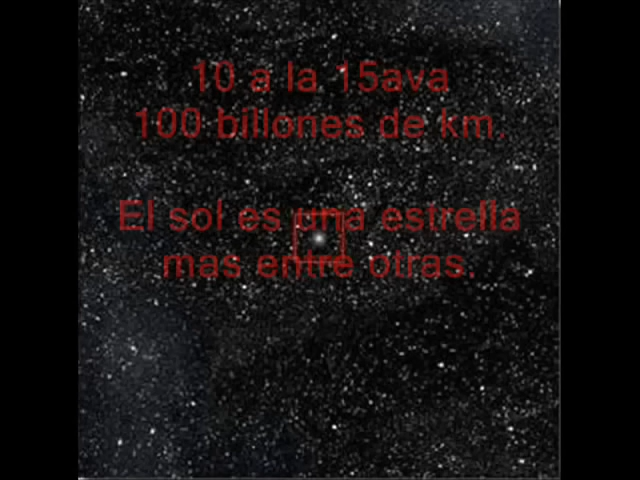 10 a la 15ava
100 billones de km.
El sol es una estrella
mas entre otras.